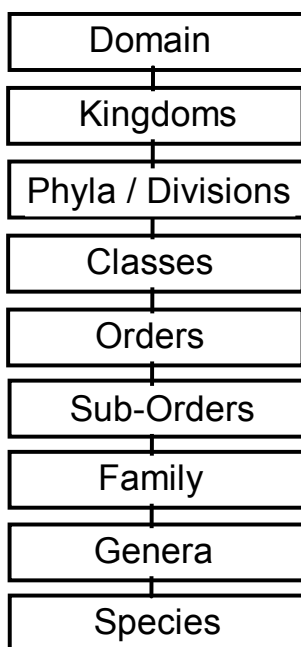 Domain
Kingdoms
Phyla / Divisions
Classes
Orders
Sub-Orders
Family
Genera
Species